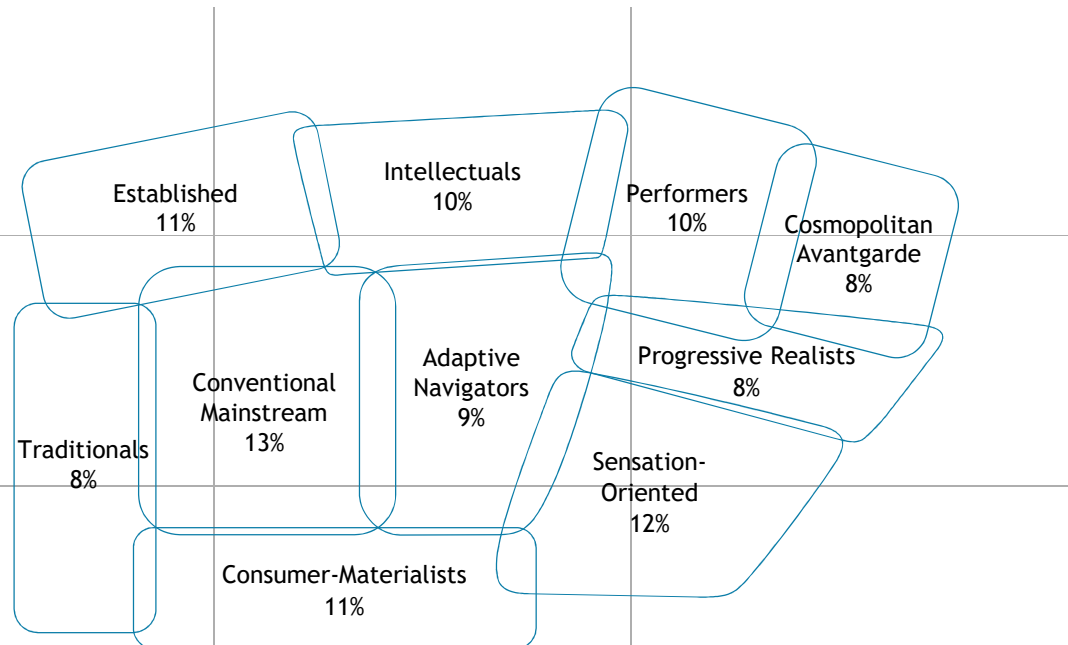 Established
11%
Intellectuals
10%
Performers
10%
Cosmopolitan
Avantgarde
8%
Traditionals
8%
Conventional
Mainstream
13%
Adaptive
Navigators
9%
Progressive Realists
8%
Sensation-
Oriented
12%
Consumer-Materialists
11%